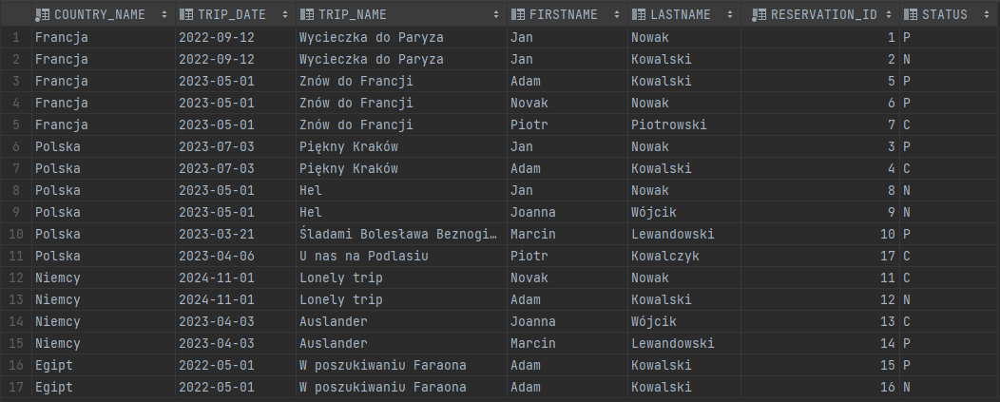 COUNTRY_NAME TRIP_DATE TRIP_NAME FIRSTNAME LASTNAME RESERVATION_ID STATUS
1 Francja 2022-09-12 Wycieczka do Paryza Jan Nowak 1 P
2 Francja 2022-09-12 Wycieczka do Paryza Jan Kowalski 2 N
3 Francja 2023-05-01 Znów do Francji Adam Kowalski 5 P
4 Francja 2023-05-01 Znów do Francji Novak Nowak 6 P
5 Francja 2023-05-01 Znów do Francji Piotr Piotrowski 7 C
6 Polska 2023-07-03 Piękny Kraków Jan Nowak 3 P
7 Polska 2023-07-03 Piękny Kraków Adam Kowalski 4 C
8 Polska 2023-05-01 Hel Jan Nowak 8 N
9 Polska 2023-05-01 Hel Joanna Wójcik 9 N
10 Polska 2023-03-21 Śladami Bolesława Beznogi… Marcin Lewandowski 10 P
11 Polska 2023-04-06 U nas na Podlasiu Piotr Kowalczyk 17 C
12 Niemcy 2024-11-01 Lonely trip Novak Nowak 11 C
13 Niemcy 2024-11-01 Lonely trip Adam Kowalski 12 N
14 Niemcy 2023-04-03 Auslander Joanna Wójcik 13 C
15 Niemcy 2023-04-03 Auslander Marcin Lewandowski 14 P
16 Egipt 2022-05-01 W poszukiwaniu Faraona Adam Kowalski 15 P
17 Egipt 2022-05-01 W poszukiwaniu Faraona Adam Kowalski 16 N